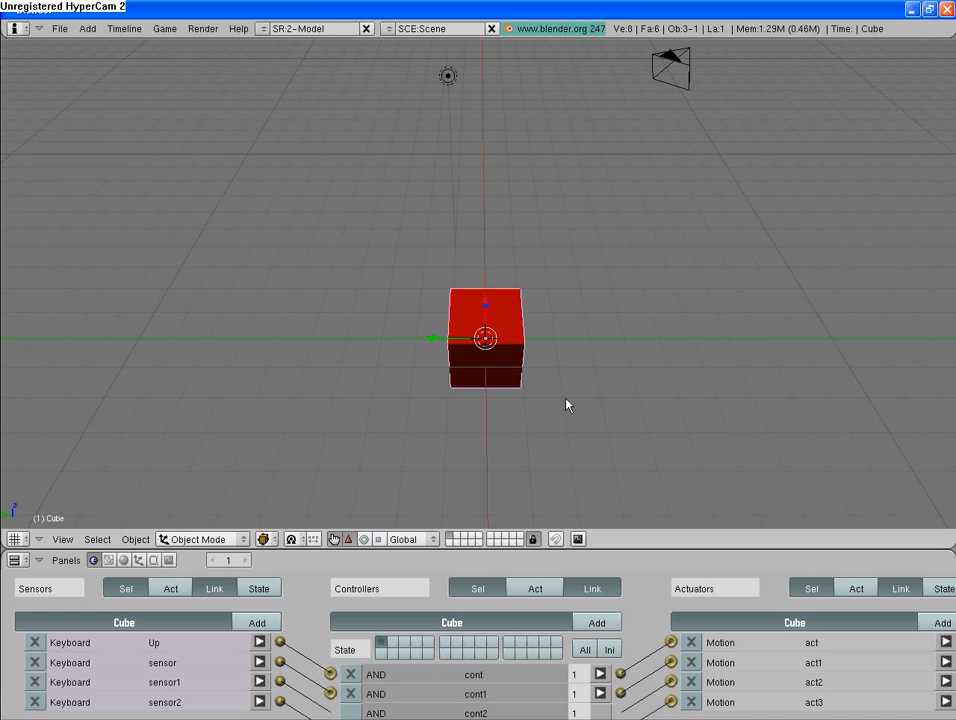 Unregistered HyperCam 2
File Add Timeline Game Render Help SR:2-Model SCE:Scene www.blender.org 247 Ve:8 | Fa:6 | Ob:3-1 | La:1 | Mem:1.29M (0.46M) | Time: | Cube
z
(1) Cube
View Select Object Object Mode Global
Panels 1
Sensors Sel Act Link State Controllers Sel Act Link Actuators Sel Act Link State
Cube Add Cube Add Cube Add
Keyboard Up State All Ini Motion act
Keyboard sensor Motion act1
AND cont 1
Keyboard sensor1 Motion act2
AND cont1 1
Keyboard sensor2 Motion act3
AND cont2 1